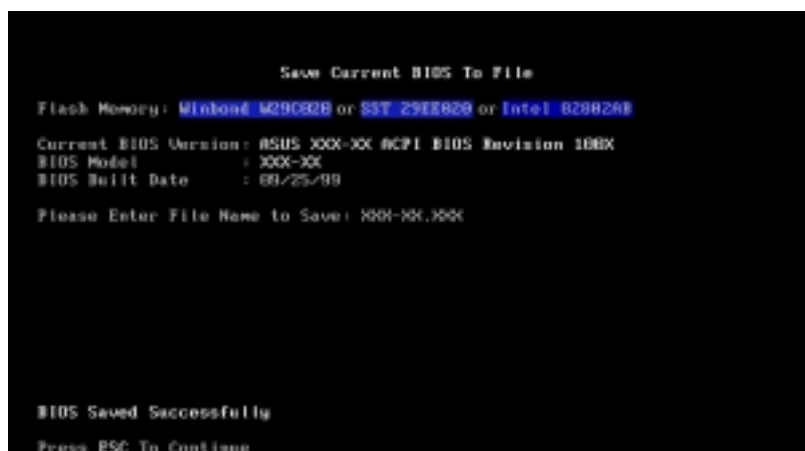 Save Current BIOS To File
Flash Memory: Winbond W29C020 or SST 29EE020 or Intel 82802AB
Current BIOS Version: ASUS XXX-XX ACPI BIOS Revision 100X
BIOS Model : XXX-XX
BIOS Built Date : 09/25/99
Please Enter File Name to Save: XXX-XX.XXX
BIOS Saved Successfully
Press ESC To Continue